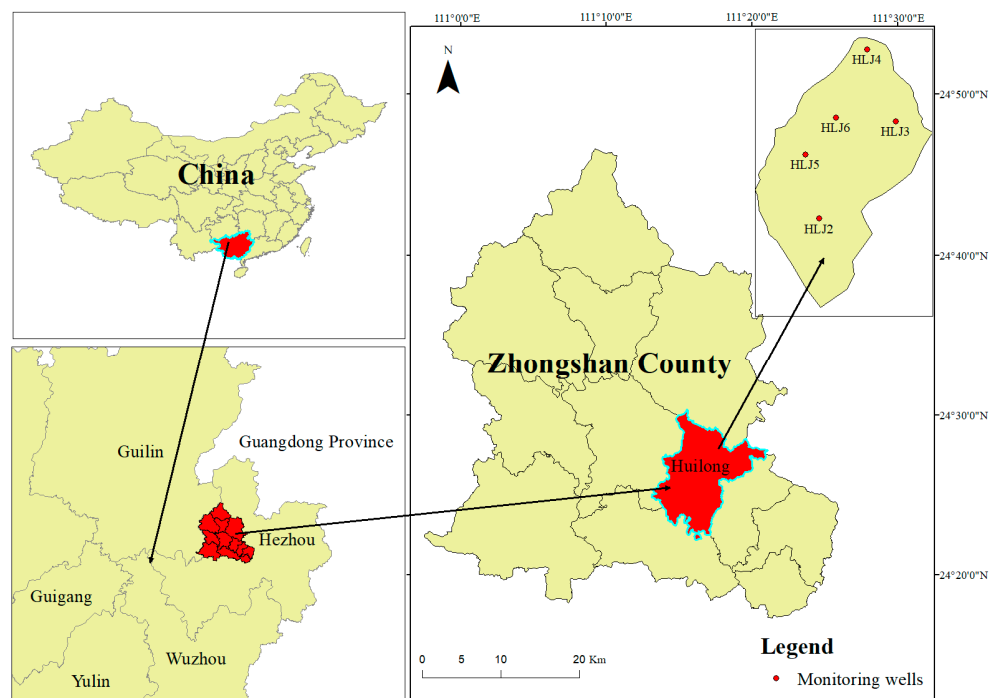 China
Guilin
Guangdong Province
Hezhou
Guigang
Wuzhou
Yulin
111°0'0"E
111°10'0"E
111°20'0"E
111°30'0"E
N
24°50'0"N
24°40'0"N
24°30'0"N
24°20'0"N
HLJ4
HLJ6
HLJ3
HLJ5
HLJ2
Zhongshan County
Huilong
Legend
Monitoring wells
0 5 10 20 Km